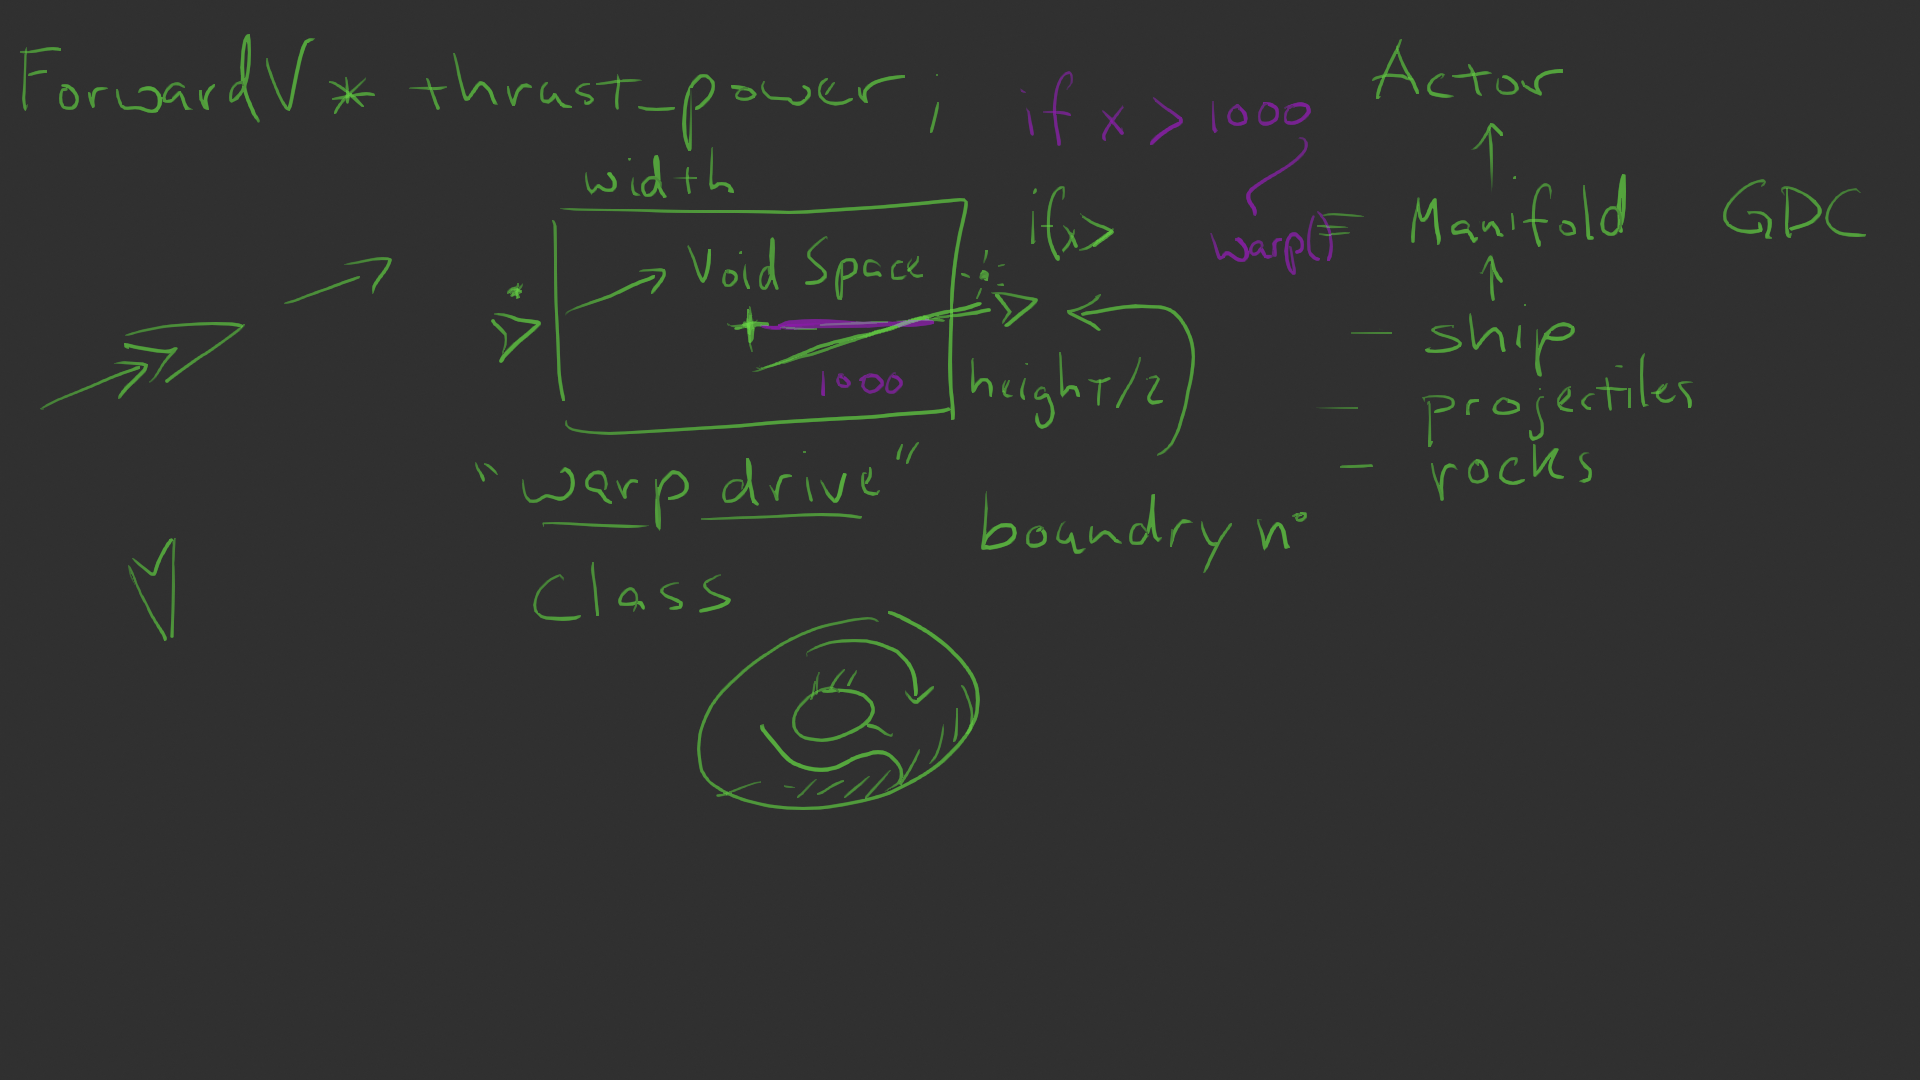 ForwardV * thrust_power;
if x > 1000
Actor
width
if x >
warp()
Manifold
GDC
Void Space
ship
1000
height/2
projectiles
rocks
"warp drive"
boundry n°
Class